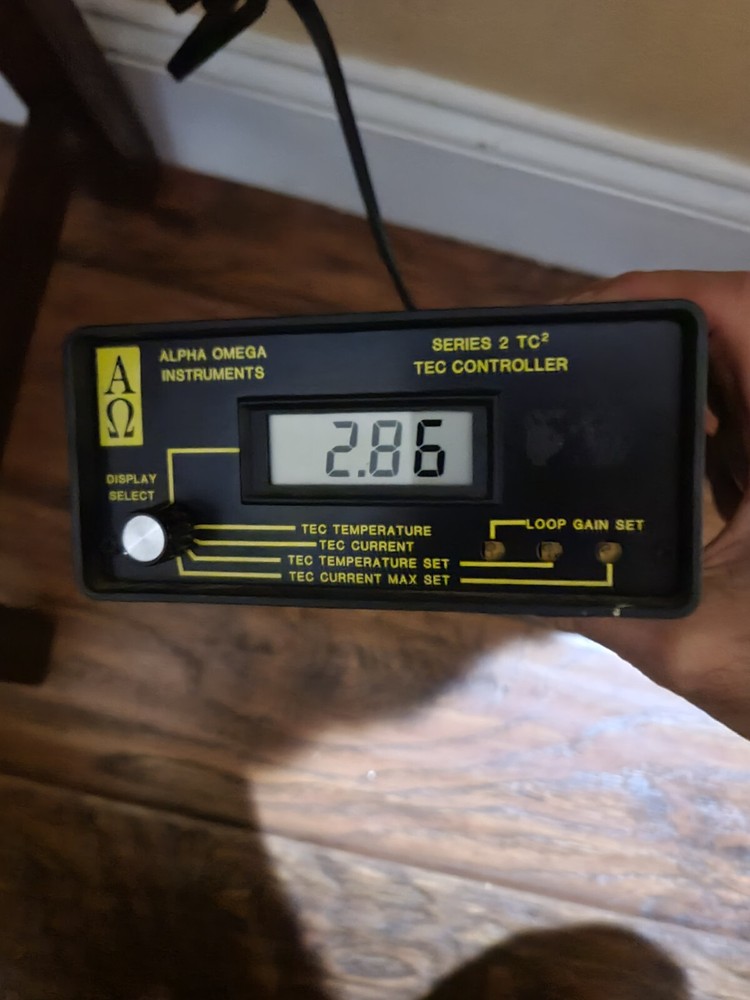 Α
Ω
ALPHA OMEGA
INSTRUMENTS
SERIES 2 TC²
TEC CONTROLLER
2.86
DISPLAY
SELECT
TEC TEMPERATURE
TEC CURRENT
TEC TEMPERATURE SET
TEC CURRENT MAX SET
LOOP GAIN SET